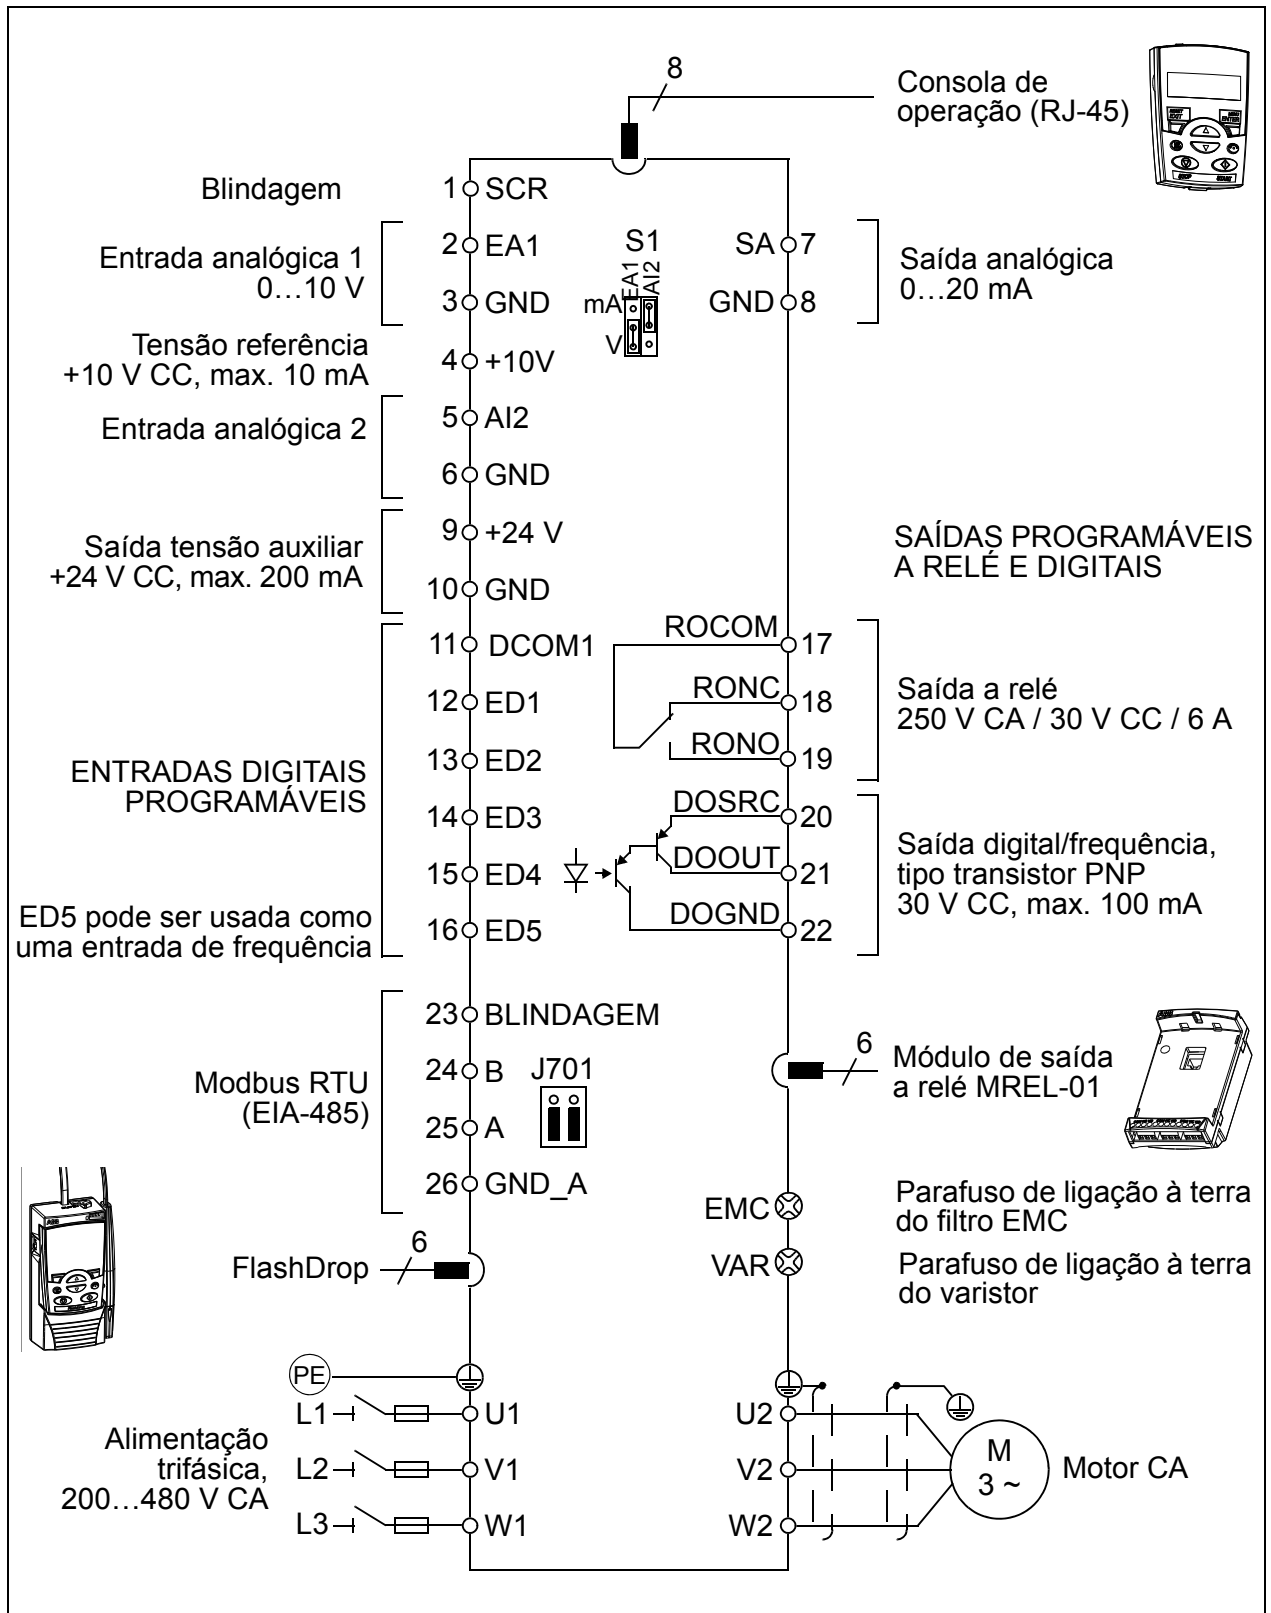 8
Consola de
operação (RJ-45)
Blindagem
1 SCR
Entrada analógica 1
0…10 V
2 EA1
3 GND
S1
EA1
AI2
mA
V
SA 7
GND 8
Saída analógica
0…20 mA
Tensão referência
+10 V CC, max. 10 mA
4 +10V
Entrada analógica 2
5 AI2
6 GND
Saída tensão auxiliar
+24 V CC, max. 200 mA
9 +24 V
10 GND
SAÍDAS PROGRAMÁVEIS
A RELÉ E DIGITAIS
ENTRADAS DIGITAIS
PROGRAMÁVEIS
11 DCOM1
12 ED1
13 ED2
14 ED3
15 ED4
16 ED5
ED5 pode ser usada como
uma entrada de frequência
ROCOM 17
RONC 18
RONO 19
Saída a relé
250 V CA / 30 V CC / 6 A
DOSRC 20
DOOUT 21
DOGND 22
Saída digital/frequência,
tipo transistor PNP
30 V CC, max. 100 mA
Modbus RTU
(EIA-485)
23 BLINDAGEM
24 B
25 A
26 GND_A
J701
6
Módulo de saída
a relé MREL-01
EMC
Parafuso de ligação à terra
do filtro EMC
VAR
Parafuso de ligação à terra
do varistor
FlashDrop
6
PE
Alimentação
trifásica,
200…480 V CA
L1 U1
L2 V1
L3 W1
U2
V2
W2
M
3 ~
Motor CA